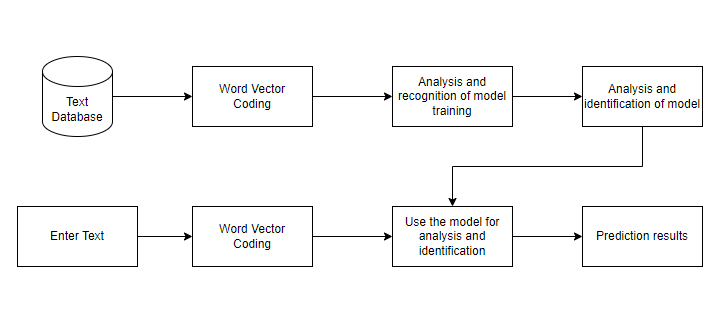 Text
Database
Word Vector
Coding
Analysis and
recognition of model
training
Analysis and
identification of model
Enter Text
Word Vector
Coding
Use the model for
analysis and
identification
Prediction results